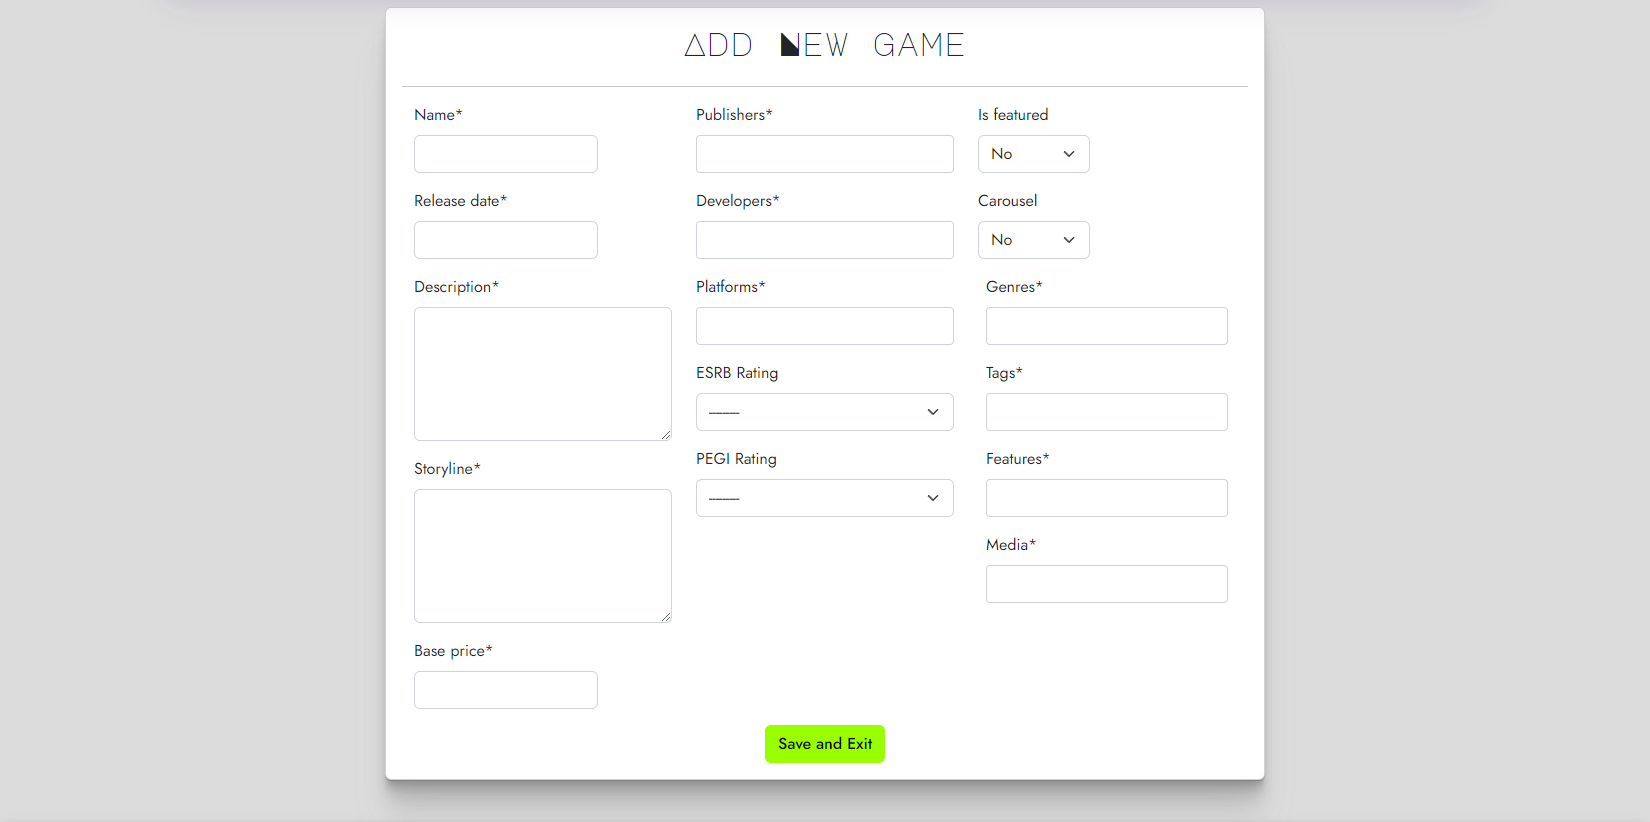 ADD NEW GAME
Name*
Publishers*
Is featured
No
Release date*
Developers*
Carousel
No
Description*
Platforms*
Genres*
ESRB Rating
---------
Tags*
Storyline*
PEGI Rating
---------
Features*
Media*
Base price*
Save and Exit